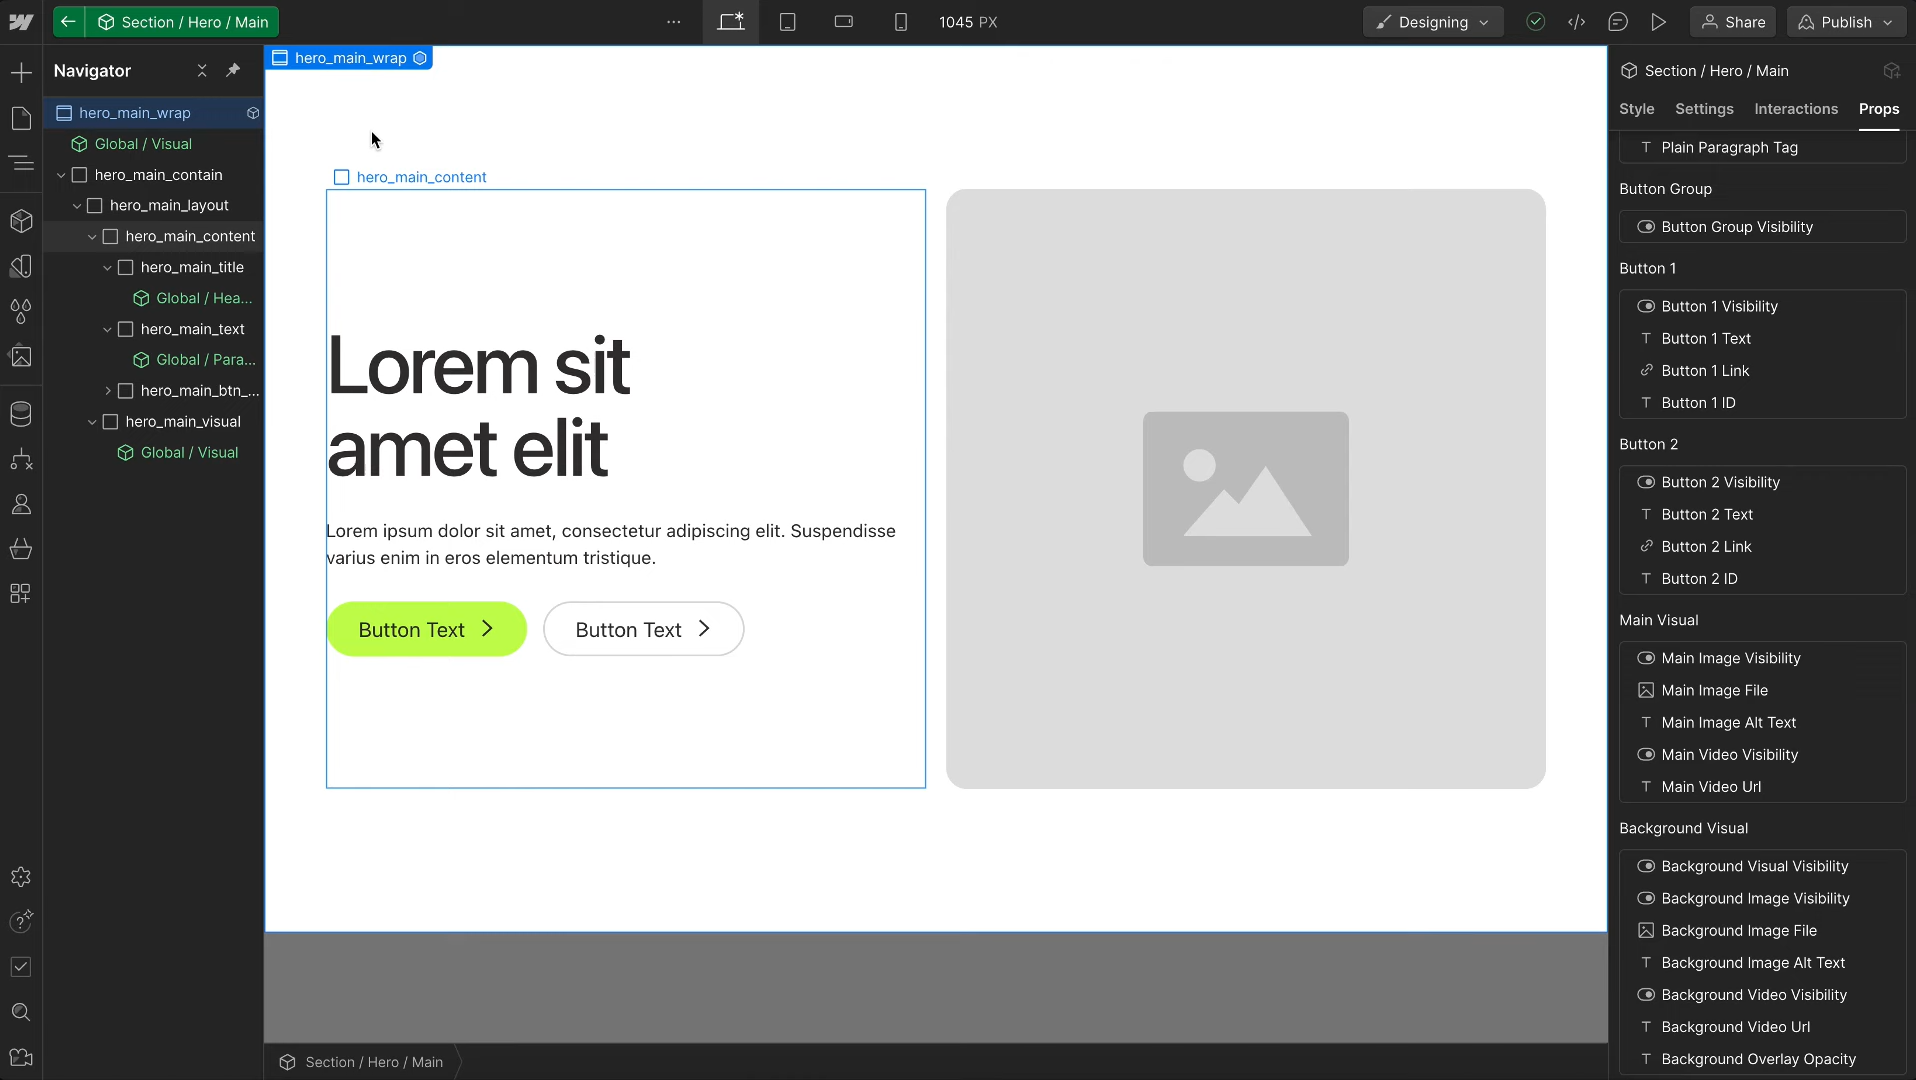 Section / Hero / Main
1045 PX
Designing
Share
Publish
Navigator
hero_main_wrap
Global / Visual
hero_main_contain
hero_main_layout
hero_main_content
hero_main_title
Global / Hea...
hero_main_text
Global / Para...
hero_main_btn_...
hero_main_visual
Global / Visual
hero_main_wrap
hero_main_content
Lorem sit
amet elit
Lorem ipsum dolor sit amet, consectetur adipiscing elit. Suspendisse
varius enim in eros elementum tristique.
Button Text
Button Text
Section / Hero / Main
Section / Hero / Main
Style
Settings
Interactions
Props
Plain Paragraph Tag
Button Group
Button Group Visibility
Button 1
Button 1 Visibility
Button 1 Text
Button 1 Link
Button 1 ID
Button 2
Button 2 Visibility
Button 2 Text
Button 2 Link
Button 2 ID
Main Visual
Main Image Visibility
Main Image File
Main Image Alt Text
Main Video Visibility
Main Video Url
Background Visual
Background Visual Visibility
Background Image Visibility
Background Image File
Background Image Alt Text
Background Video Visibility
Background Video Url
Background Overlay Opacity